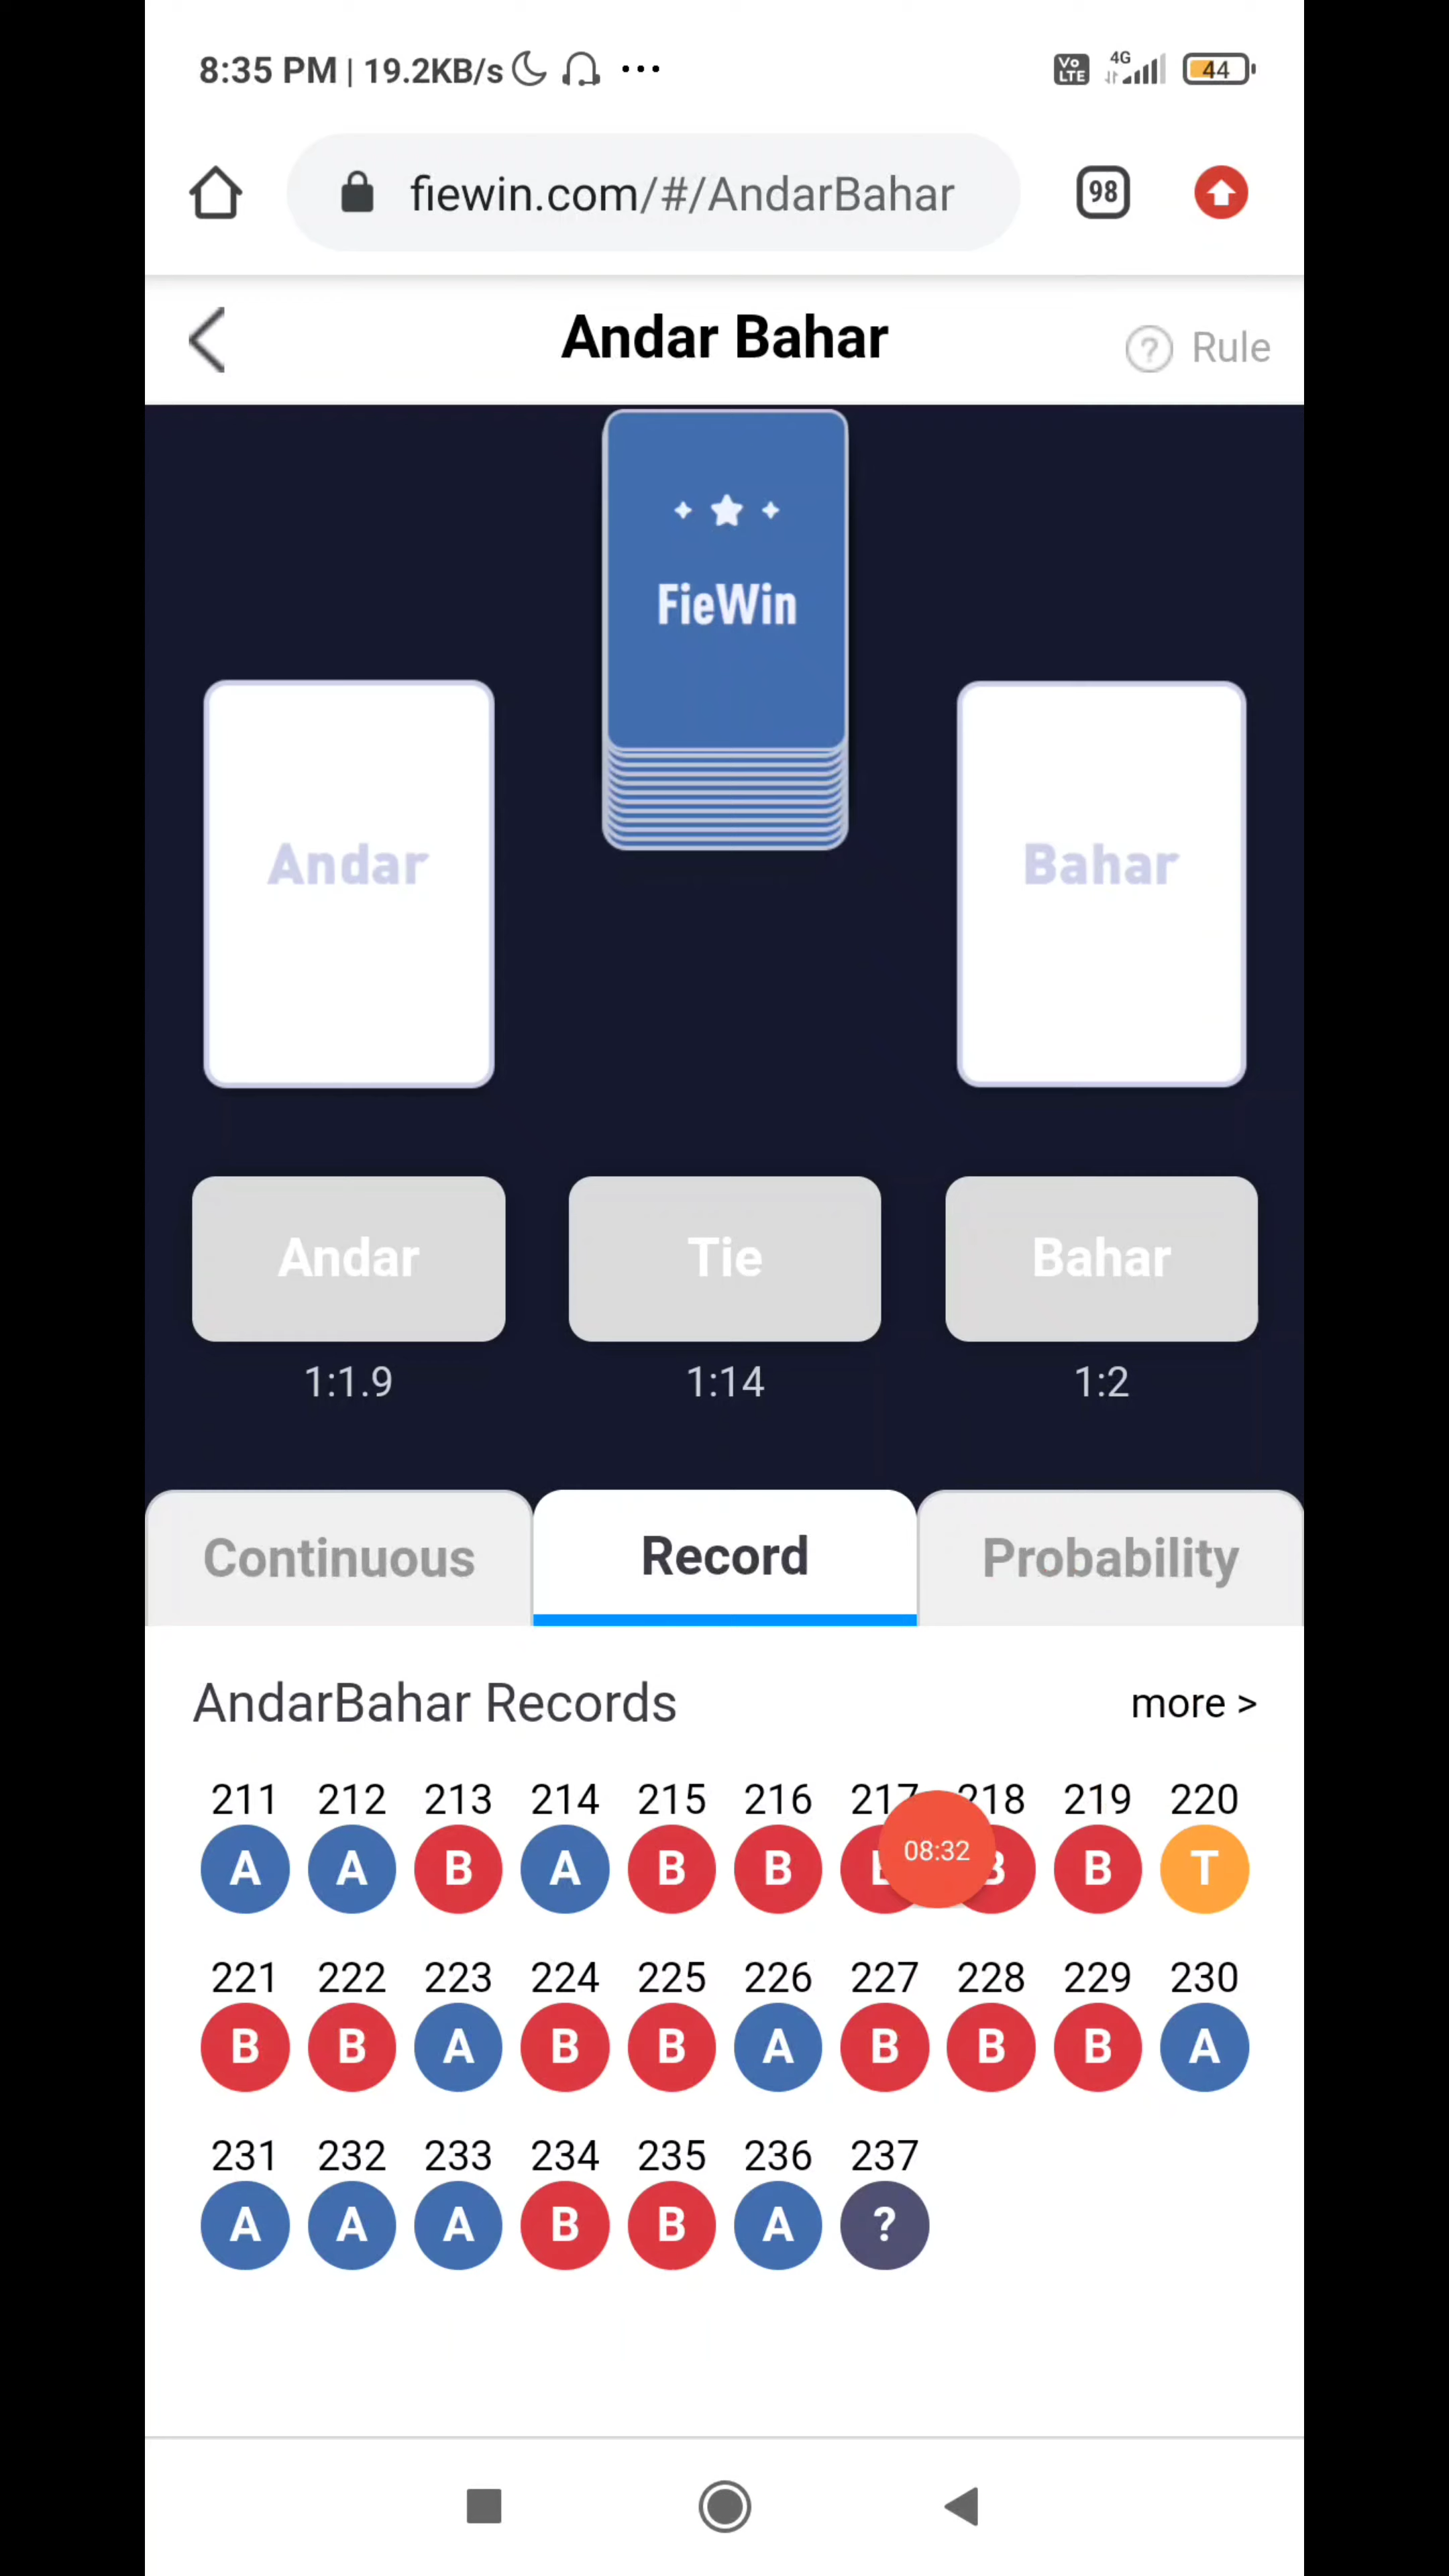 8:35 PM | 19.2KB/s ...
Vo LTE 4G 44
fiewin.com/#/AndarBahar 98
Andar Bahar
? Rule
FieWin
Andar Bahar
Andar Tie Bahar
1:1.9 1:14 1:2
Continuous Record Probability
AndarBahar Records more >
211 212 213 214 215 216 217 218 219 220
A A B A B B B B T
08:32
221 222 223 224 225 226 227 228 229 230
B B A B B A B B B A
231 232 233 234 235 236 237
A A A B B A ?